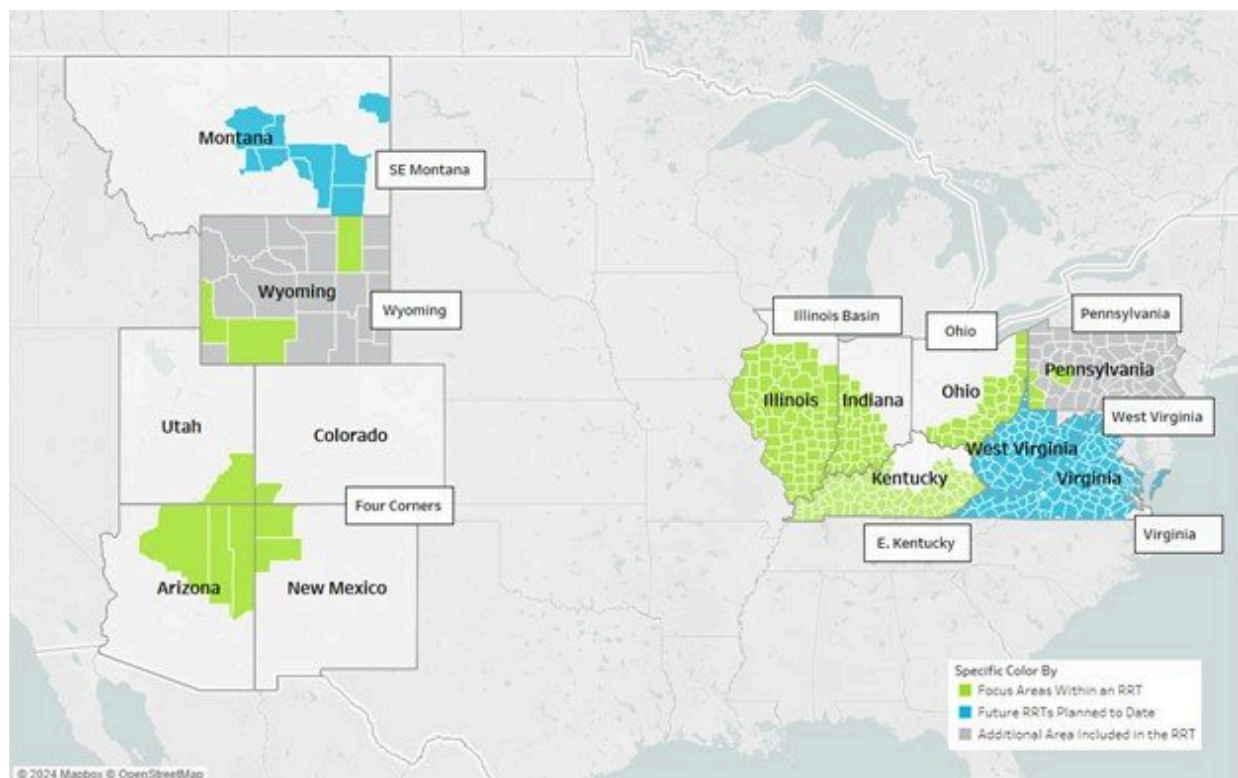 Montana
SE Montana
Wyoming
Wyoming
Illinois Basin
Ohio
Pennsylvania
Pennsylvania
Illinois
Indiana
Ohio
Utah
Colorado
West Virginia
West Virginia
Kentucky
Virginia
Four Corners
E. Kentucky
Virginia
Arizona
New Mexico
Specific Color By
Focus Areas Within an RRT
Future RRTs Planned to Date
Additional Area Included in the RRT
© 2024 Mapbox © OpenStreetMap